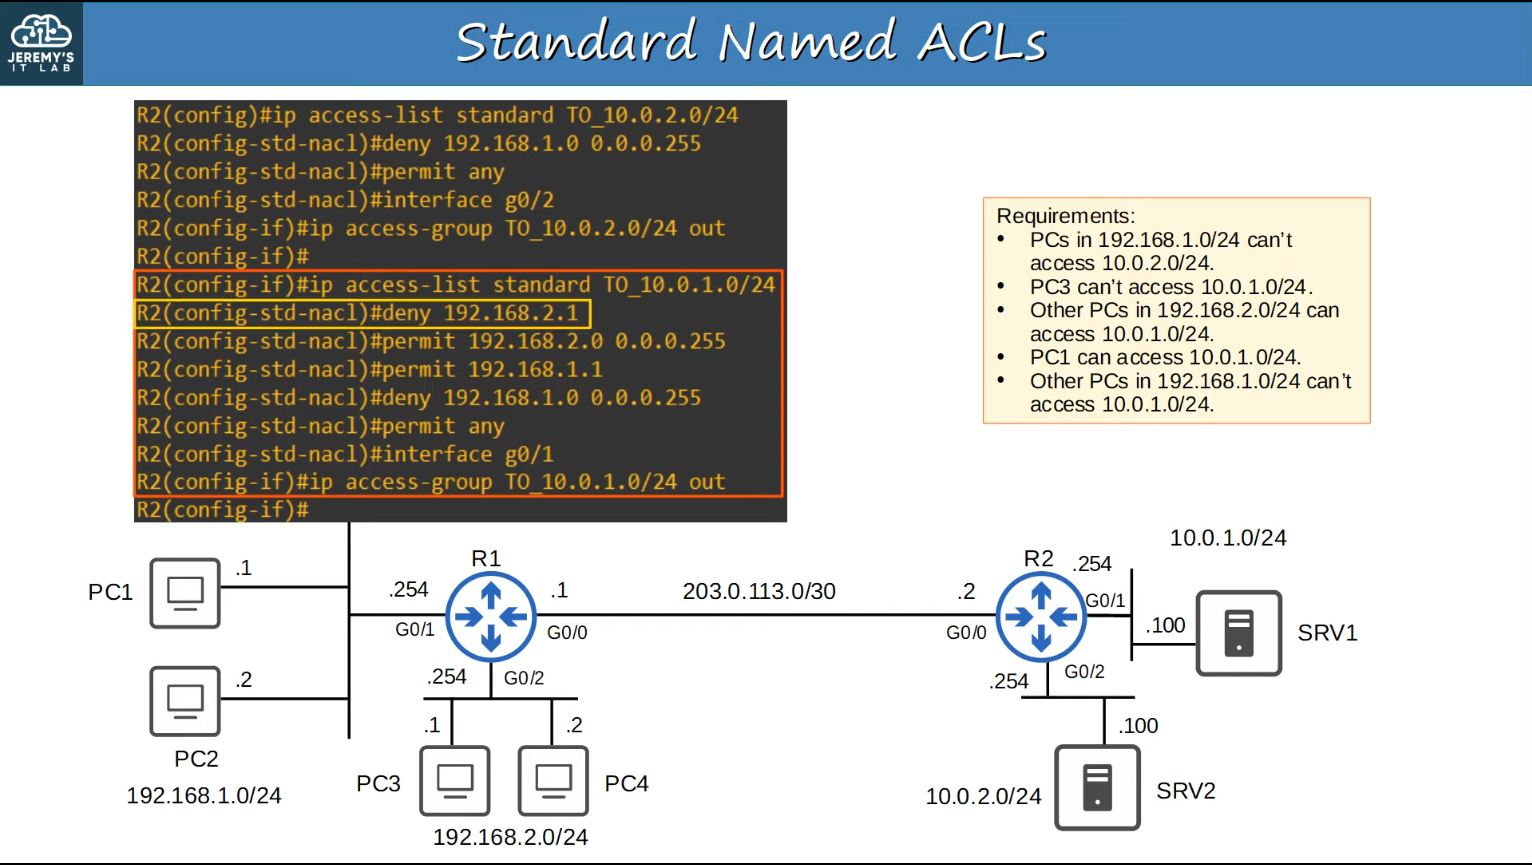 JEREMY'S
IT LAB
Standard Named ACLs
R2(config)#ip access-list standard TO_10.0.2.0/24
R2(config-std-nacl)#deny 192.168.1.0 0.0.0.255
R2(config-std-nacl)#permit any
R2(config-std-nacl)#interface g0/2
R2(config-if)#ip access-group TO_10.0.2.0/24 out
R2(config-if)#
R2(config-if)#ip access-list standard TO_10.0.1.0/24
R2(config-std-nacl)#deny 192.168.2.1
R2(config-std-nacl)#permit 192.168.2.0 0.0.0.255
R2(config-std-nacl)#permit 192.168.1.1
R2(config-std-nacl)#deny 192.168.1.0 0.0.0.255
R2(config-std-nacl)#permit any
R2(config-std-nacl)#interface g0/1
R2(config-if)#ip access-group TO_10.0.1.0/24 out
R2(config-if)#
Requirements:
• PCs in 192.168.1.0/24 can't
access 10.0.2.0/24.
• PC3 can't access 10.0.1.0/24.
• Other PCs in 192.168.2.0/24 can
access 10.0.1.0/24.
• PC1 can access 10.0.1.0/24.
• Other PCs in 192.168.1.0/24 can't
access 10.0.1.0/24.
PC1
.1
.2
PC2
192.168.1.0/24
R1
.254
G0/1
.1
G0/0
.254
G0/2
.1
.2
PC3
PC4
192.168.2.0/24
203.0.113.0/30
R2
.2
G0/0
.254
G0/1
10.0.1.0/24
.100
SRV1
.254
G0/2
.100
10.0.2.0/24
SRV2